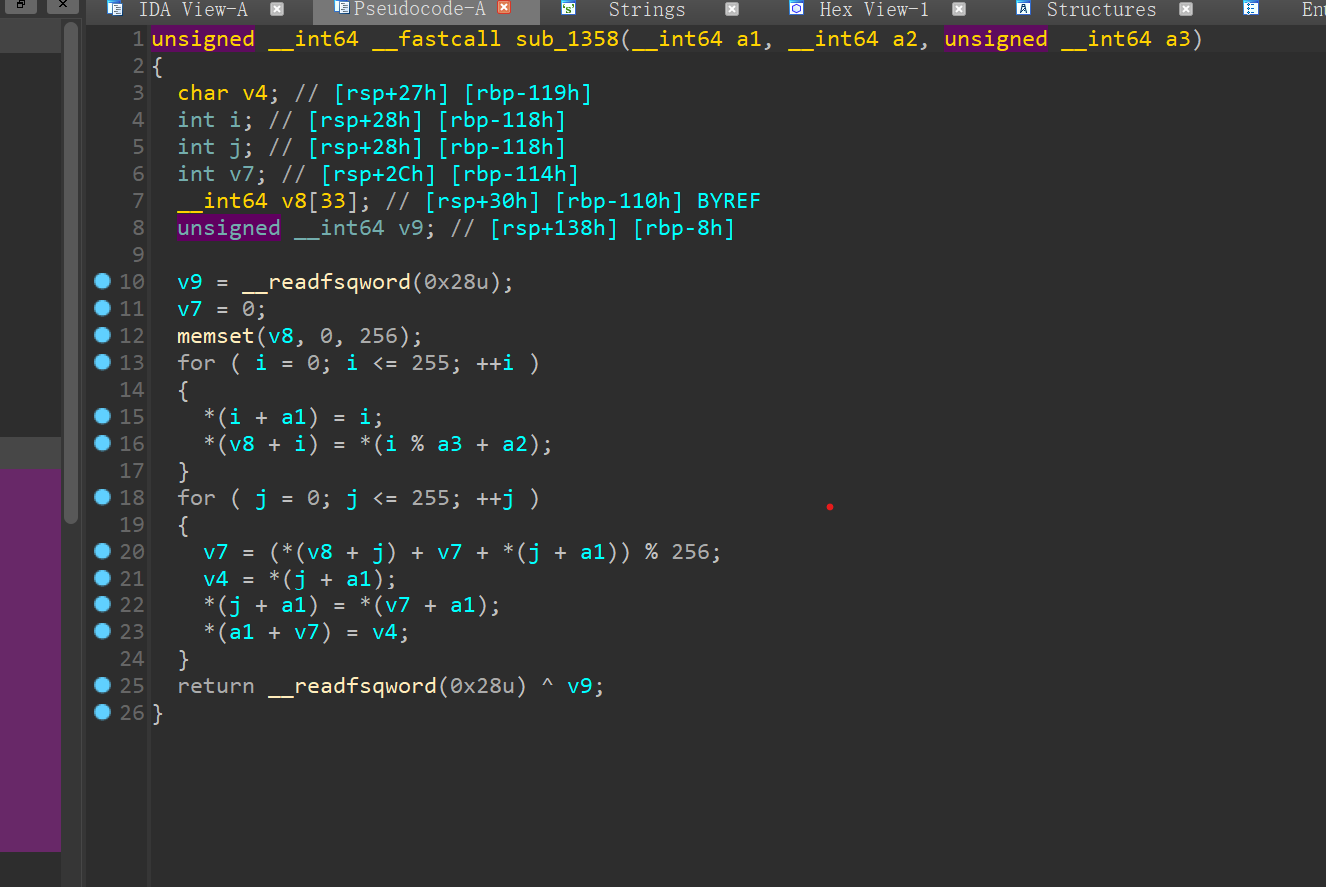 IDA View-A Pseudocode-A Strings Hex View-1 Structures En
1 unsigned __int64 __fastcall sub_1358(__int64 a1, __int64 a2, unsigned __int64 a3)
2 {
3   char v4; // [rsp+27h] [rbp-119h]
4   int i; // [rsp+28h] [rbp-118h]
5   int j; // [rsp+28h] [rbp-118h]
6   int v7; // [rsp+2Ch] [rbp-114h]
7   __int64 v8[33]; // [rsp+30h] [rbp-110h] BYREF
8   unsigned __int64 v9; // [rsp+138h] [rbp-8h]
9
10   v9 = __readfsqword(0x28u);
11   v7 = 0;
12   memset(v8, 0, 256);
13   for ( i = 0; i <= 255; ++i )
14   {
15     *(i + a1) = i;
16     *(v8 + i) = *(i % a3 + a2);
17   }
18   for ( j = 0; j <= 255; ++j )
19   {
20     v7 = (*(v8 + j) + v7 + *(j + a1)) % 256;
21     v4 = *(j + a1);
22     *(j + a1) = *(v7 + a1);
23     *(a1 + v7) = v4;
24   }
25   return __readfsqword(0x28u) ^ v9;
26 }